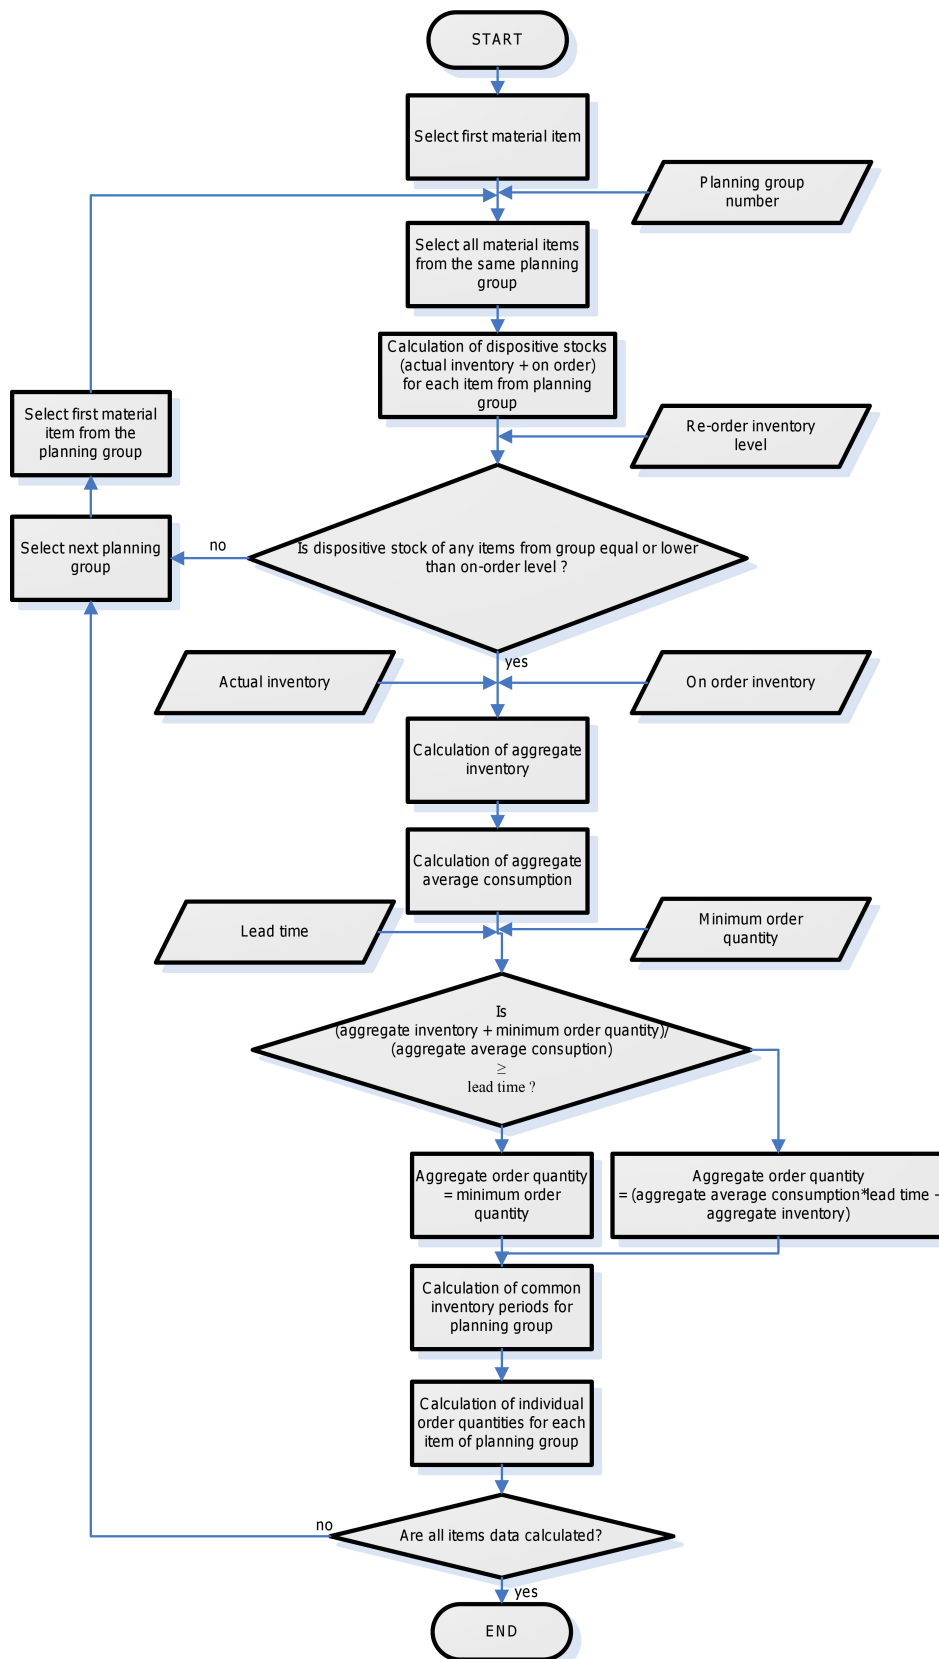 START
Select first material item
Planning group
number
Select all material items
from the same planning
group
Calculation of dispositive stocks
(actual inventory + on order)
for each item from planning
group
Select first material
item from the
planning group
Re-order inventory
level
Select next planning
group
no
Is dispositive stock of any items from group equal or lower
than on-order level ?
yes
Actual inventory
On order inventory
Calculation of aggregate
inventory
Calculation of aggregate
average consumption
Lead time
Minimum order
quantity
Is
(aggregate inventory + minimum order quantity)/
(aggregate average consuption)
≥
lead time ?
Aggregate order quantity
= minimum order
quantity
Aggregate order quantity
= (aggregate average consumption*lead time -
aggregate inventory)
Calculation of common
inventory periods for
planning group
Calculation of individual
order quantities for each
item of planning group
no
Are all items data calculated?
yes
END